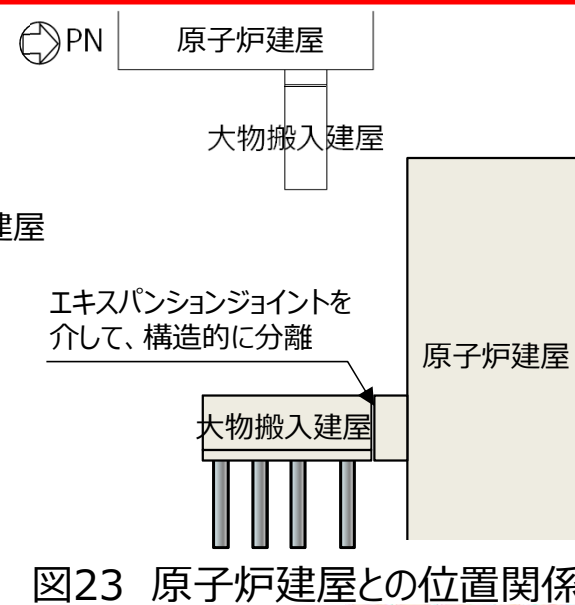 PN
原子炉建屋
大物搬入建屋
建屋
エキスパンションジョイントを
介して、構造的に分離
原子炉建屋
大物搬入建屋
図23 原子炉建屋との位置関係